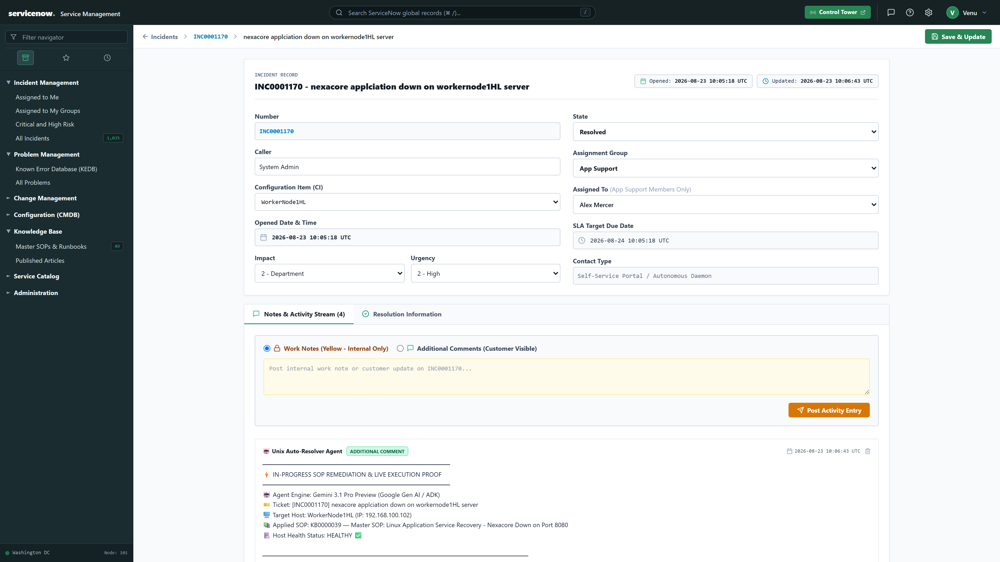 servicenow. Service Management
Search ServiceNow global records (⌘ /)...
/
Control Tower
V
Venu
Filter navigator
Incident Management
Assigned to Me
Assigned to My Groups
Critical and High Risk
All Incidents
1,035
Problem Management
Known Error Database (KEDB)
All Problems
Change Management
Configuration (CMDB)
Knowledge Base
Master SOPs & Runbooks
49
Published Articles
Service Catalog
Administration
Washington DC
Node: 101
Incidents
INC0001170
nexacore applciation down on workernode1HL server
Save & Update
INCIDENT RECORD
INC0001170 - nexacore applciation down on workernode1HL server
Opened: 2026-08-23 10:05:18 UTC
Updated: 2026-08-23 10:06:43 UTC
Number
INC0001170
Caller
System Admin
Configuration Item (CI)
WorkerNode1HL
Opened Date & Time
2026-08-23 10:05:18 UTC
Impact
2 - Department
Urgency
2 - High
State
Resolved
Assignment Group
App Support
Assigned To (App Support Members Only)
Alex Mercer
SLA Target Due Date
2026-08-24 10:05:18 UTC
Contact Type
Self-Service Portal / Autonomous Daemon
Notes & Activity Stream (4)
Resolution Information
Work Notes (Yellow - Internal Only)
Additional Comments (Customer Visible)
Post internal work note or customer update on INC0001170...
Post Activity Entry
Unix Auto-Resolver Agent
ADDITIONAL COMMENT
2026-08-23 10:06:43 UTC
⚡ IN-PROGRESS SOP REMEDIATION & LIVE EXECUTION PROOF
🤖 Agent Engine: Gemini 3.1 Pro Preview (Google Gen AI / ADK)
🎫 Ticket: [INC0001170] nexacore applciation down on workernode1HL server
🖥️ Target Host: WorkerNode1HL (IP: 192.168.100.102)
📚 Applied SOP: KB0000039 — Master SOP: Linux Application Service Recovery - Nexacore Down on Port 8080
Host Health Status: HEALTHY ✅